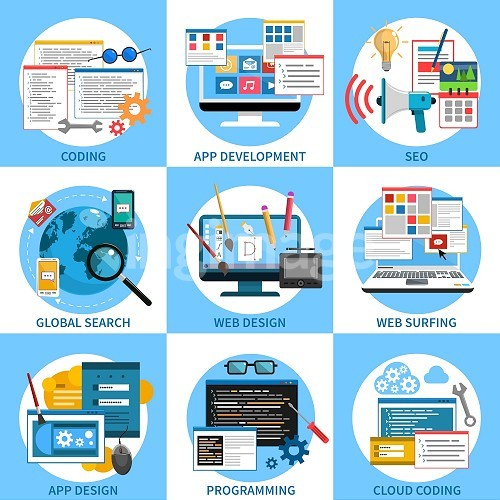 CODING
APP DEVELOPMENT
SEO
GLOBAL SEARCH
WEB DESIGN
WEB SURFING
APP DESIGN
PROGRAMMING
CLOUD CODING